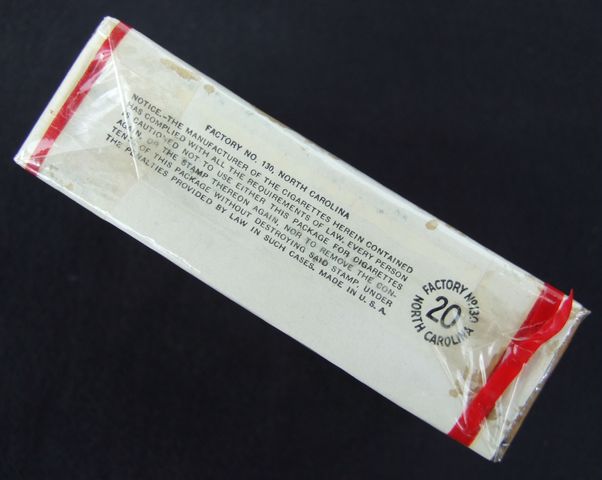 FACTORY NO. 130, NORTH CAROLINA
NOTICE.—THE MANUFACTURER OF THE CIGARETTES HEREIN CONTAINED
HAS COMPLIED WITH ALL THE REQUIREMENTS OF LAW. EVERY PERSON
IS CAUTIONED NOT TO USE EITHER THIS PACKAGE FOR CIGARETTES
AGAIN, OR THE STAMP THEREON AGAIN, NOR TO REMOVE THE CON-
TENTS OF THIS PACKAGE WITHOUT DESTROYING SAID STAMP, UNDER
THE PENALTIES PROVIDED BY LAW IN SUCH CASES. MADE IN U.S.A.
FACTORY NO. 130
20
NORTH CAROLINA